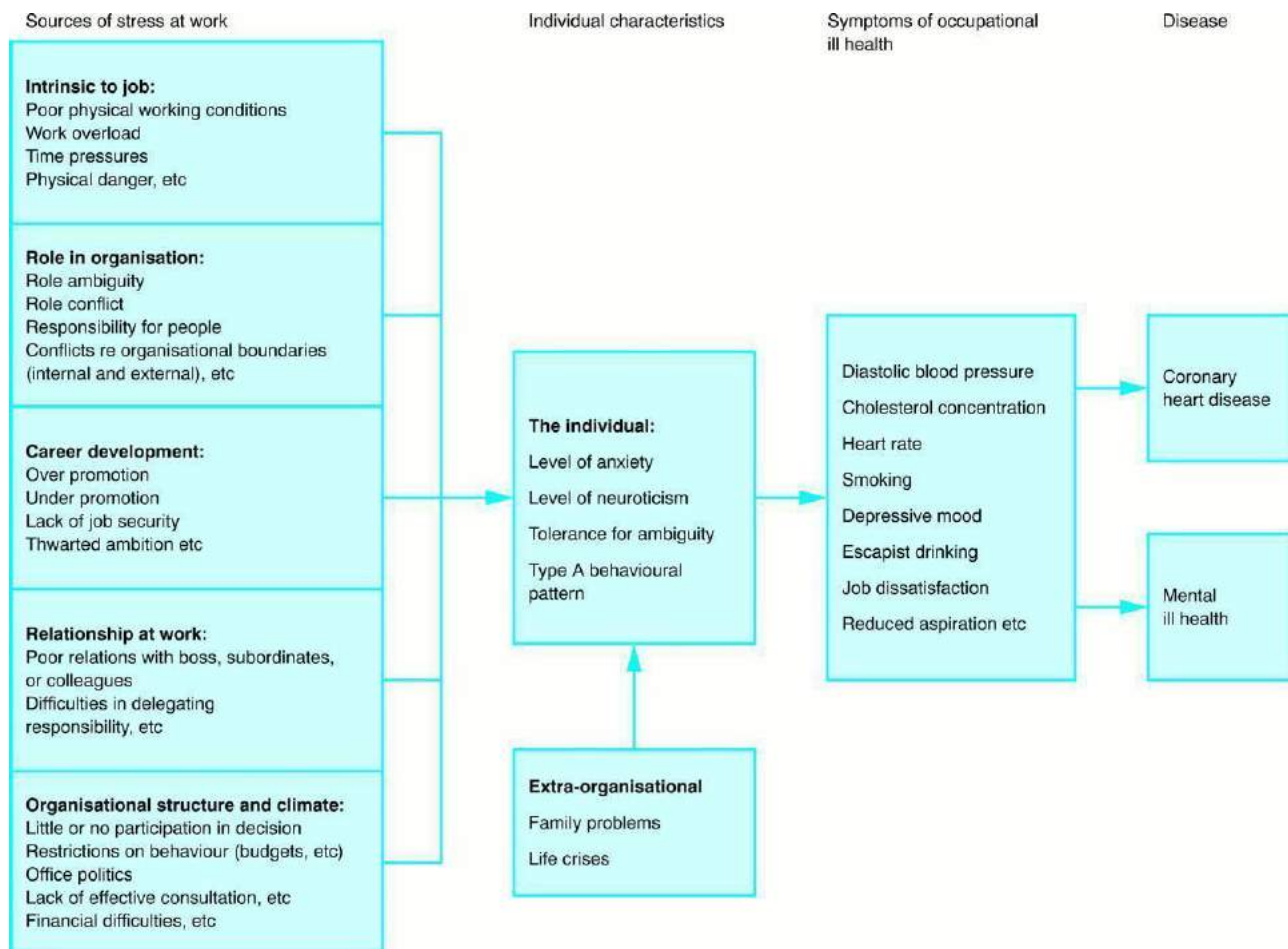 Sources of stress at work
Individual characteristics
Symptoms of occupational
ill health
Disease
Intrinsic to job:
Poor physical working conditions
Work overload
Time pressures
Physical danger, etc
Role in organisation:
Role ambiguity
Role conflict
Responsibility for people
Conflicts re organisational boundaries
(internal and external), etc
Career development:
Over promotion
Under promotion
Lack of job security
Thwarted ambition etc
Relationship at work:
Poor relations with boss, subordinates,
or colleagues
Difficulties in delegating
responsibility, etc
Organisational structure and climate:
Little or no participation in decision
Restrictions on behaviour (budgets, etc)
Office politics
Lack of effective consultation, etc
Financial difficulties, etc
The individual:
Level of anxiety
Level of neuroticism
Tolerance for ambiguity
Type A behavioural
pattern
Extra-organisational
Family problems
Life crises
Diastolic blood pressure
Cholesterol concentration
Heart rate
Smoking
Depressive mood
Escapist drinking
Job dissatisfaction
Reduced aspiration etc
Coronary
heart disease
Mental
ill health